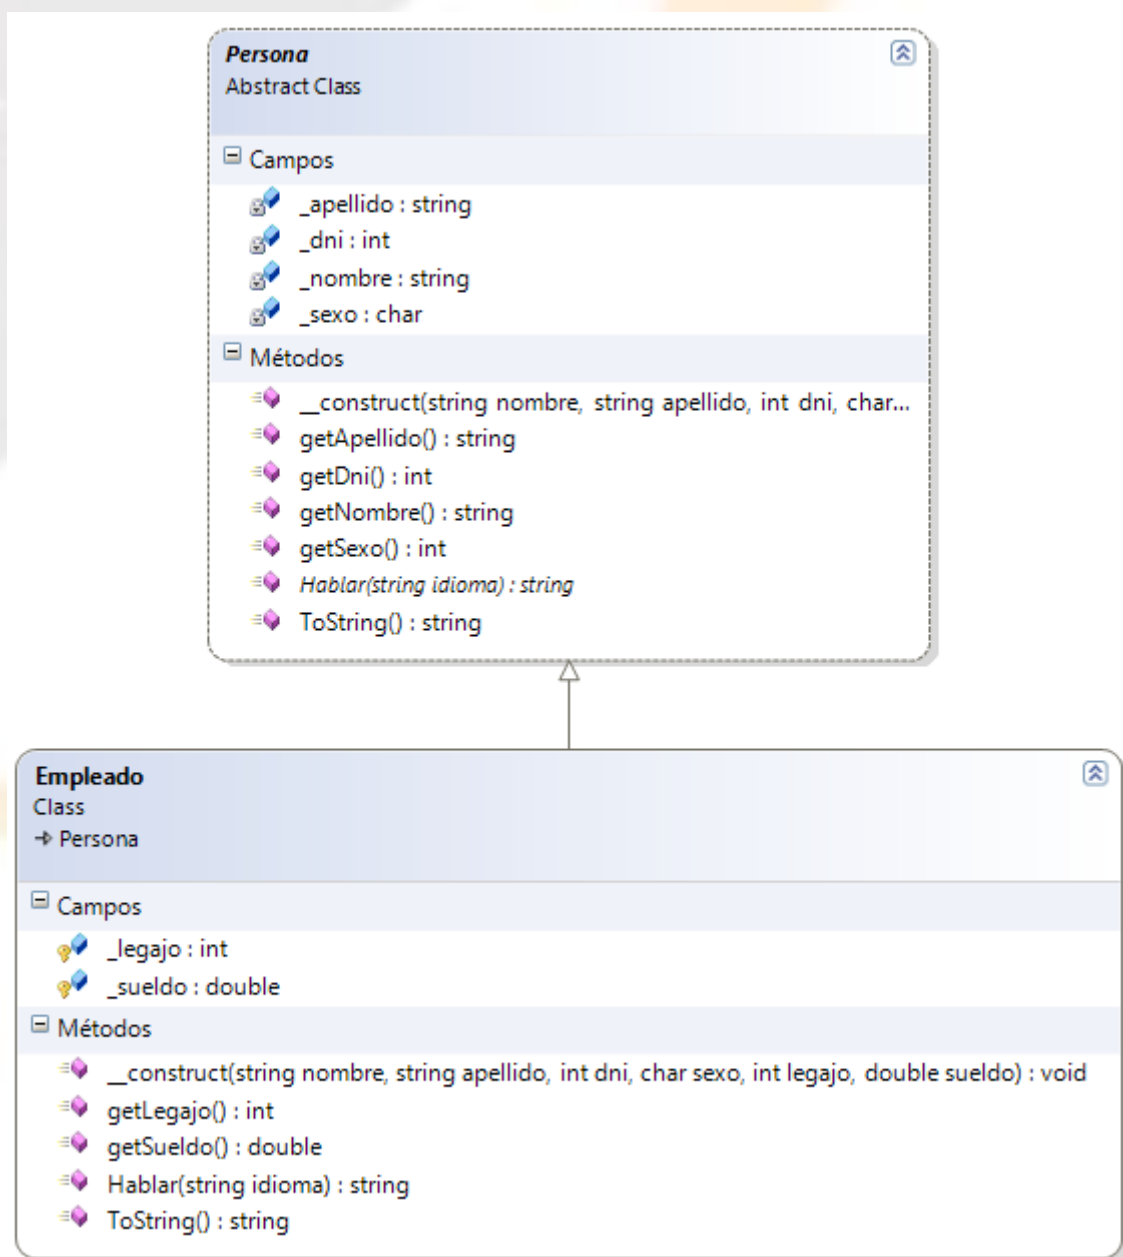 Persona
Abstract Class
Campos
_apellido : string
_dni : int
_nombre : string
_sexo : char
Métodos
__construct(string nombre, string apellido, int dni, char...
getApellido() : string
getDni() : int
getNombre() : string
getSexo() : int
Hablar(string idioma) : string
ToString() : string
Empleado
Class
Persona
Campos
_legajo : int
_sueldo : double
Métodos
__construct(string nombre, string apellido, int dni, char sexo, int legajo, double sueldo) : void
getLegajo() : int
getSueldo() : double
Hablar(string idioma) : string
ToString() : string